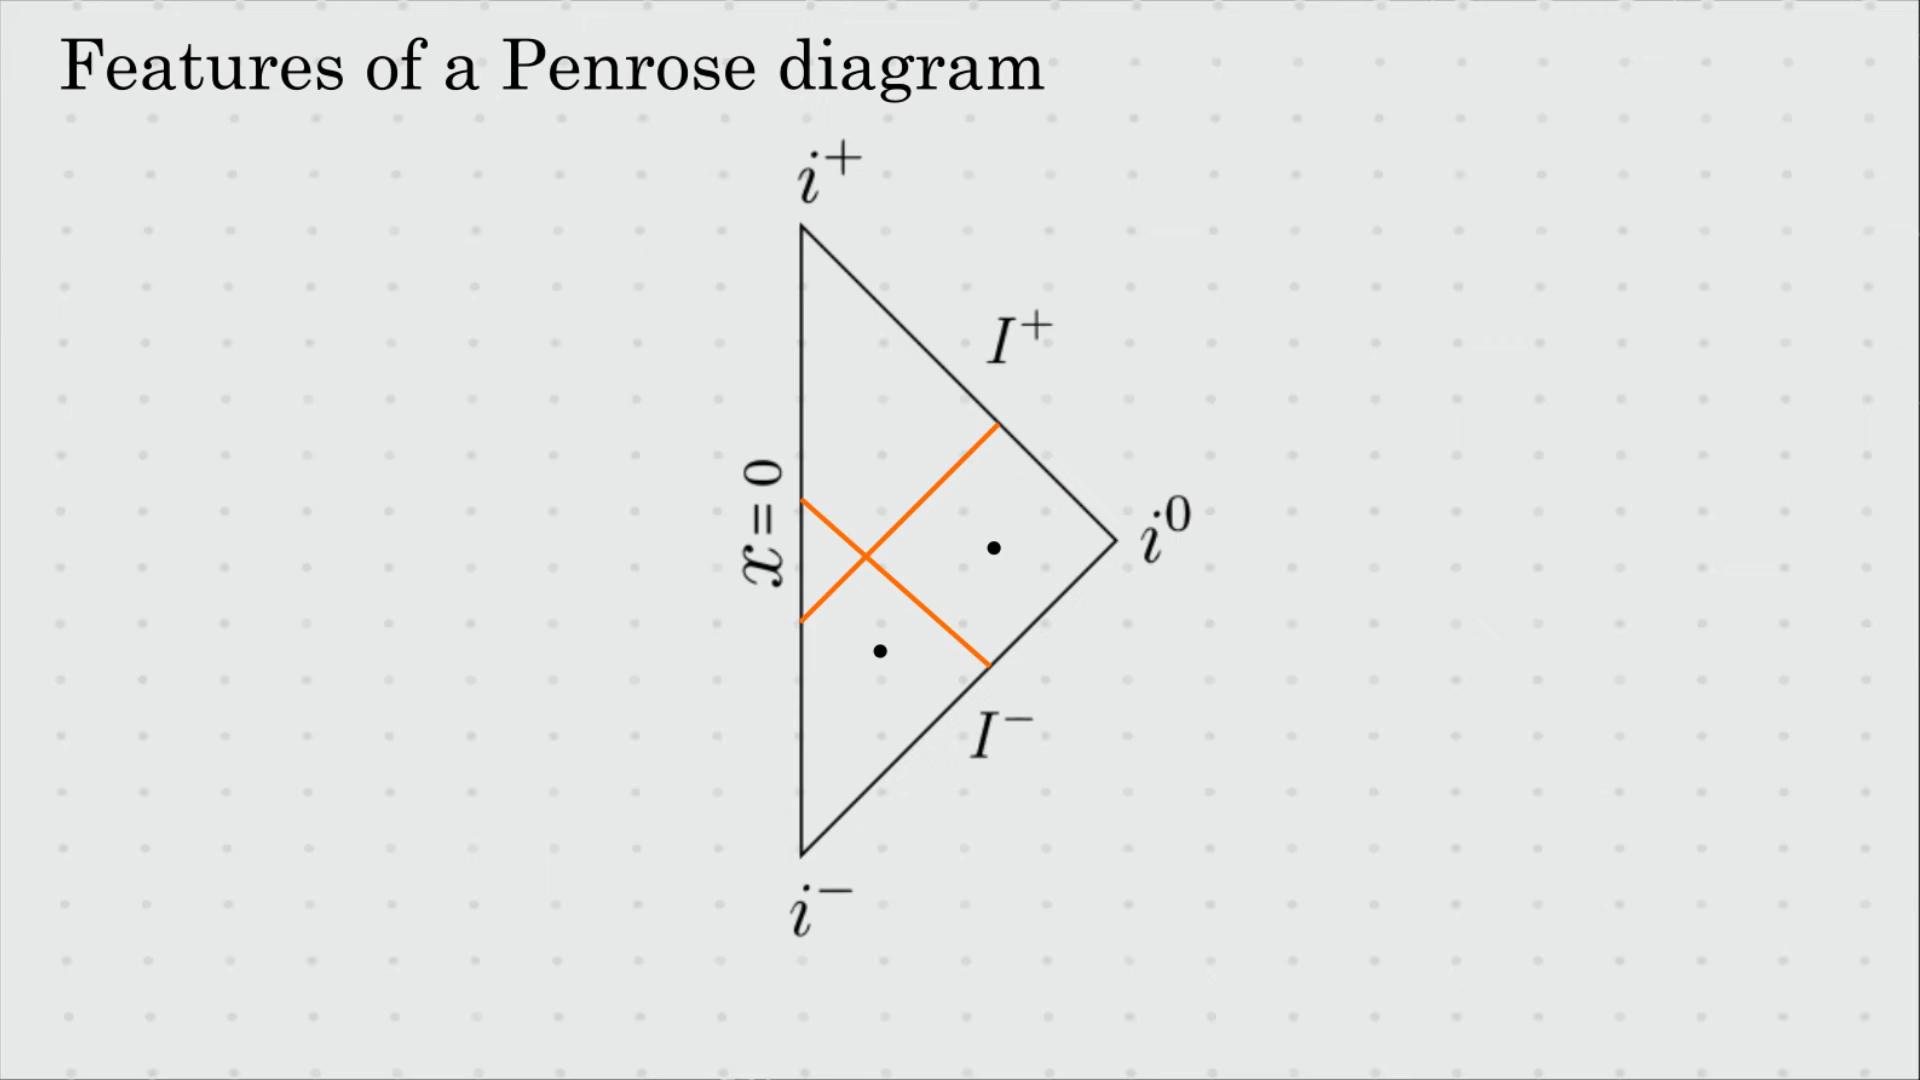 Features of a Penrose diagram
i⁺
I⁺
x = 0
i⁰
I⁻
i⁻